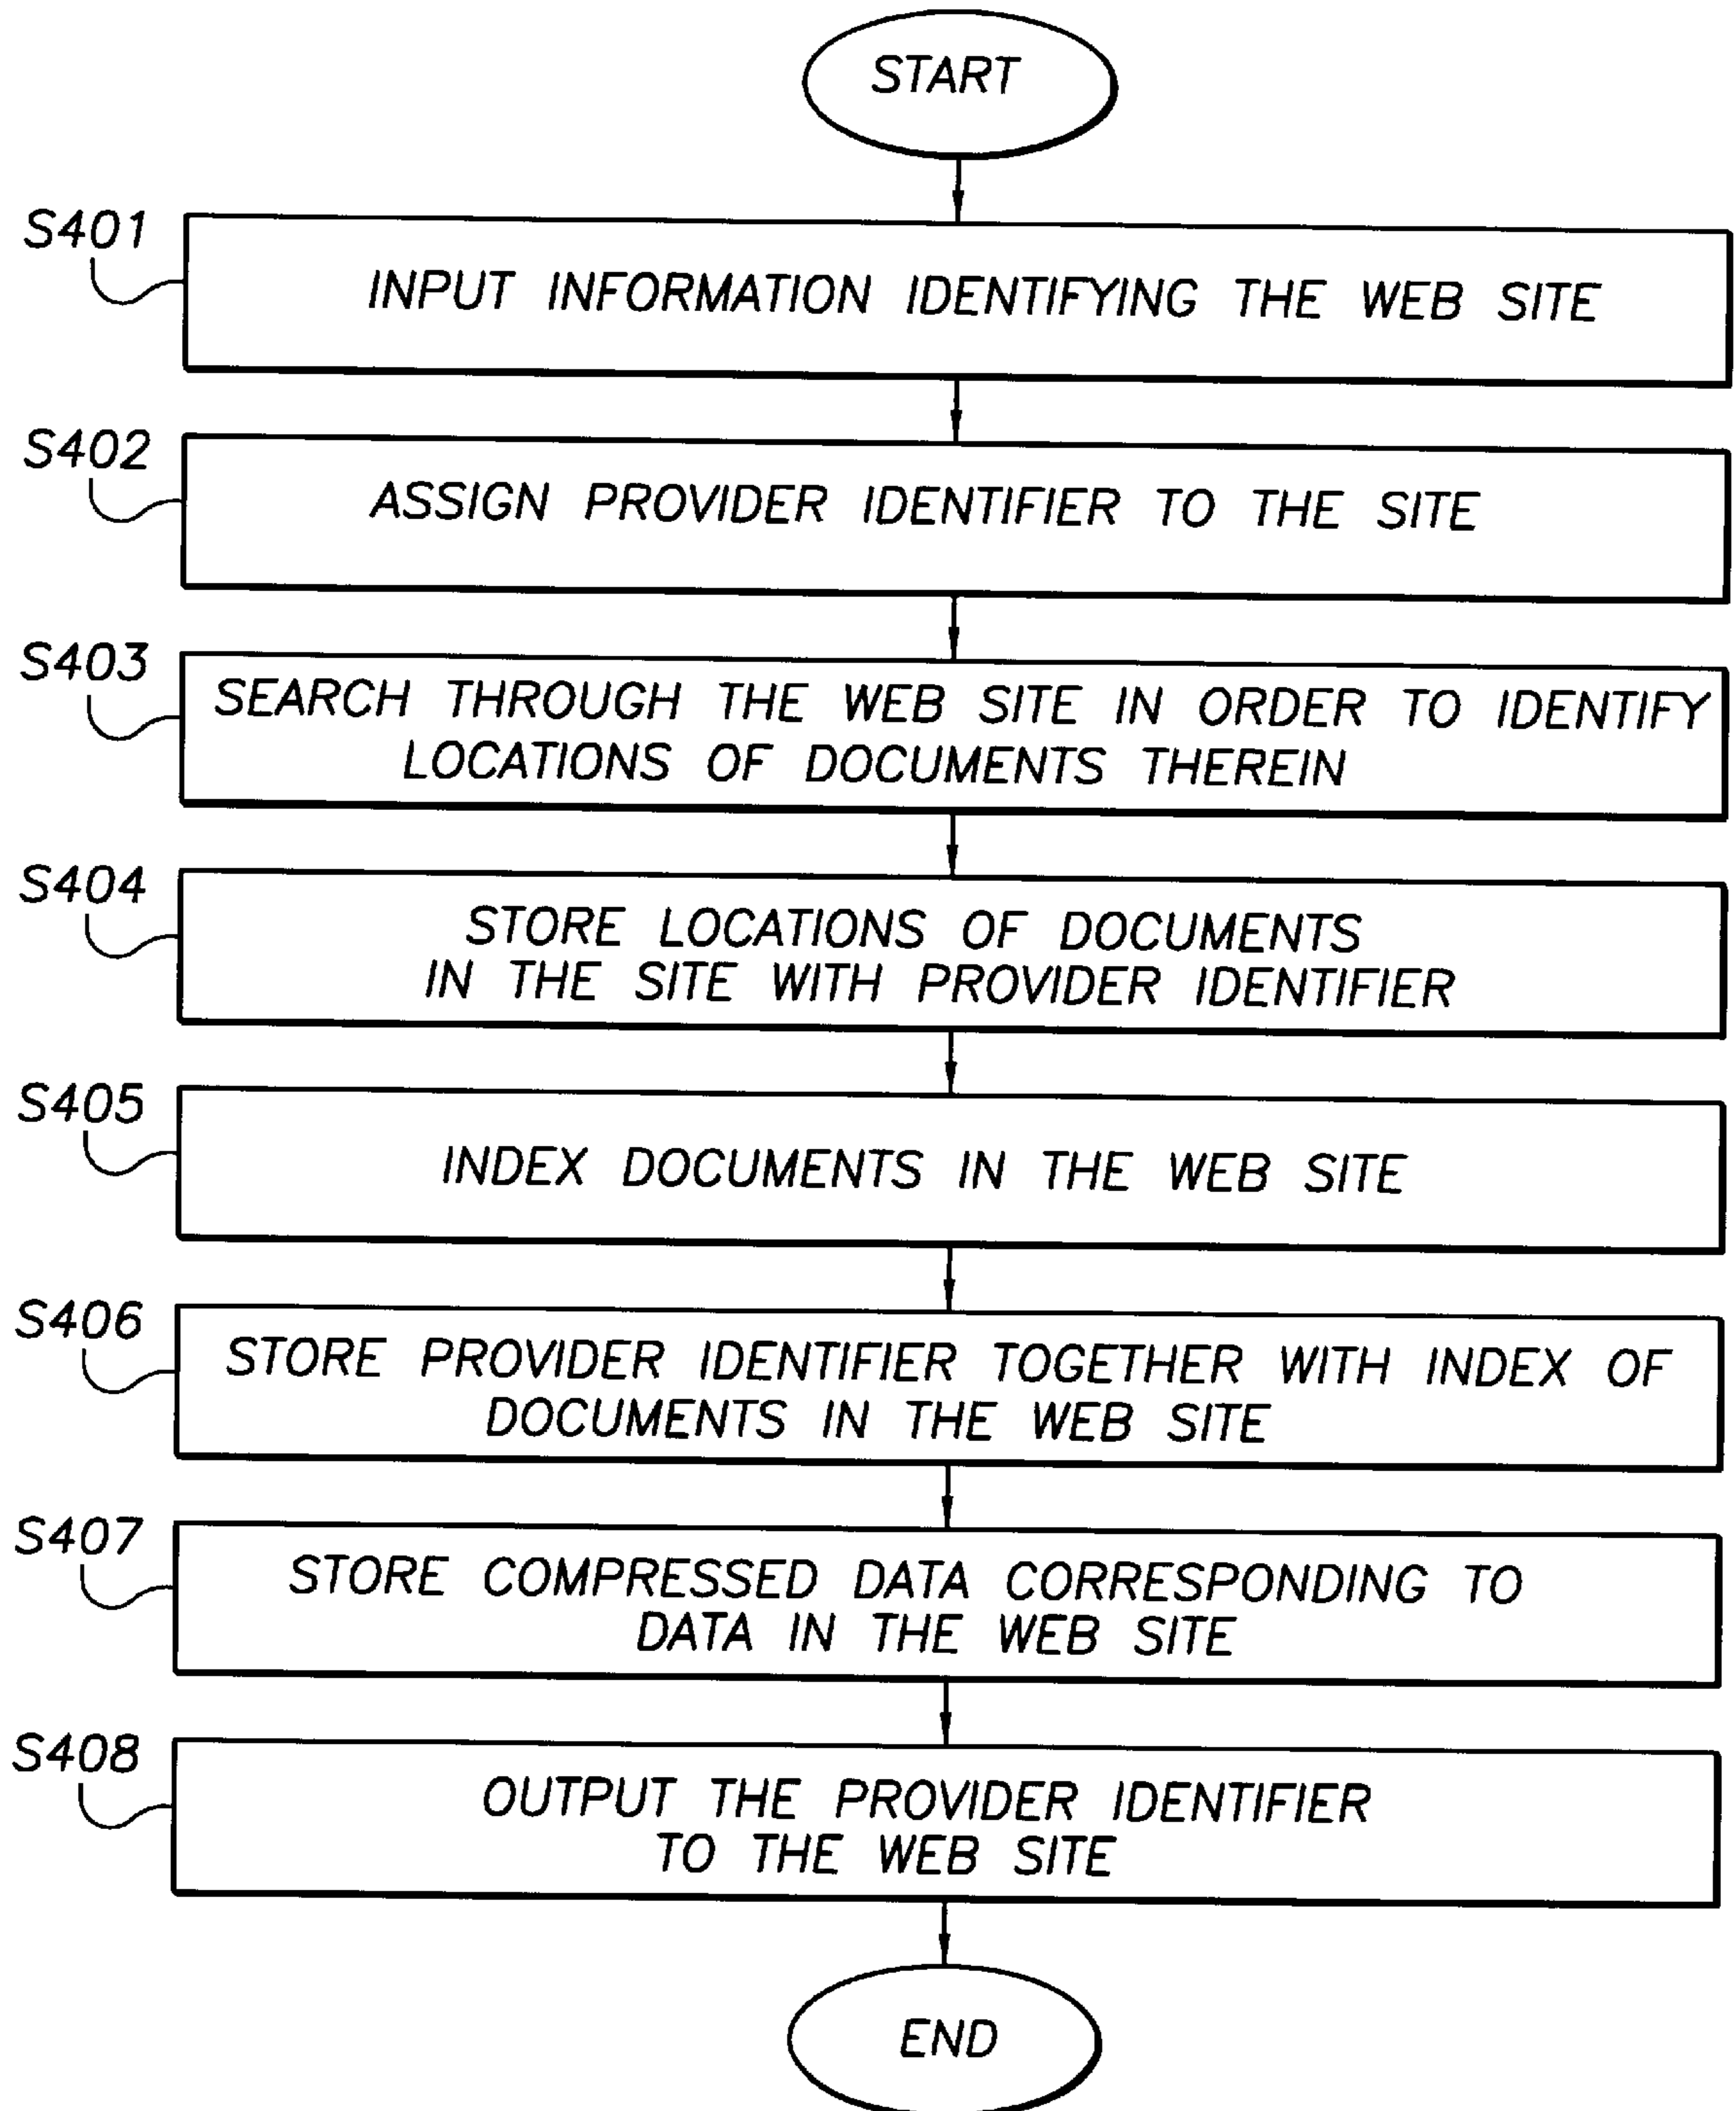 START
S401
INPUT INFORMATION IDENTIFYING THE WEB SITE
S402
ASSIGN PROVIDER IDENTIFIER TO THE SITE
S403
SEARCH THROUGH THE WEB SITE IN ORDER TO IDENTIFY
LOCATIONS OF DOCUMENTS THEREIN
S404
STORE LOCATIONS OF DOCUMENTS
IN THE SITE WITH PROVIDER IDENTIFIER
S405
INDEX DOCUMENTS IN THE WEB SITE
S406
STORE PROVIDER IDENTIFIER TOGETHER WITH INDEX OF
DOCUMENTS IN THE WEB SITE
S407
STORE COMPRESSED DATA CORRESPONDING TO
DATA IN THE WEB SITE
S408
OUTPUT THE PROVIDER IDENTIFIER
TO THE WEB SITE
END